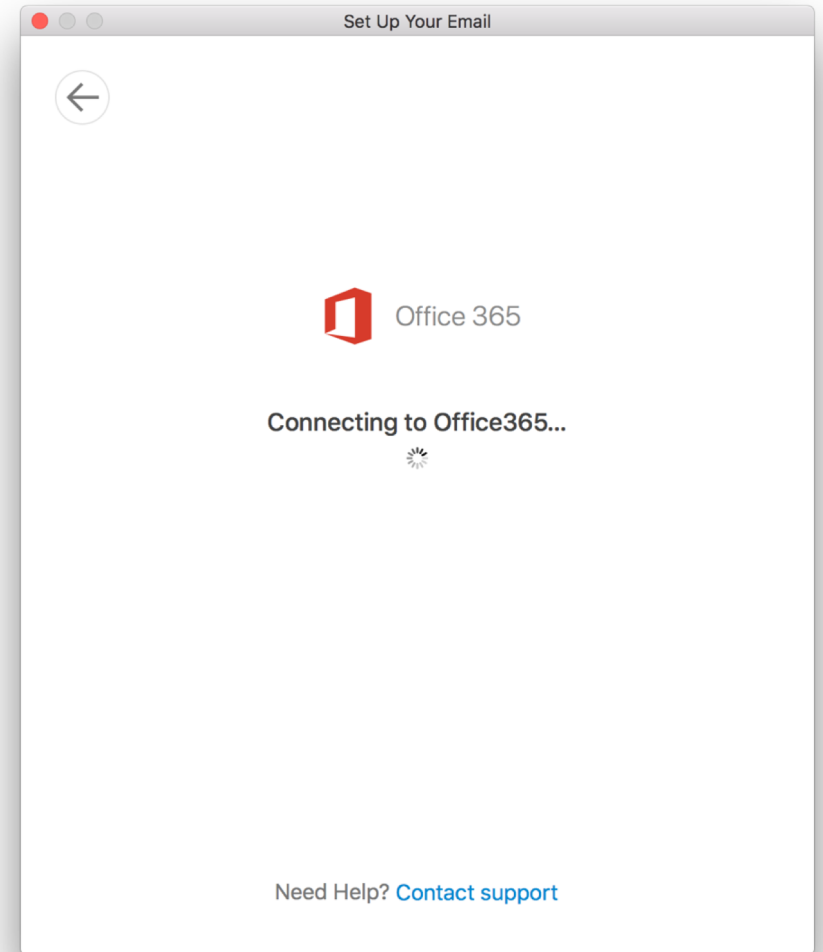 Set Up Your Email
Office 365
Connecting to Office365...
Need Help? Contact support